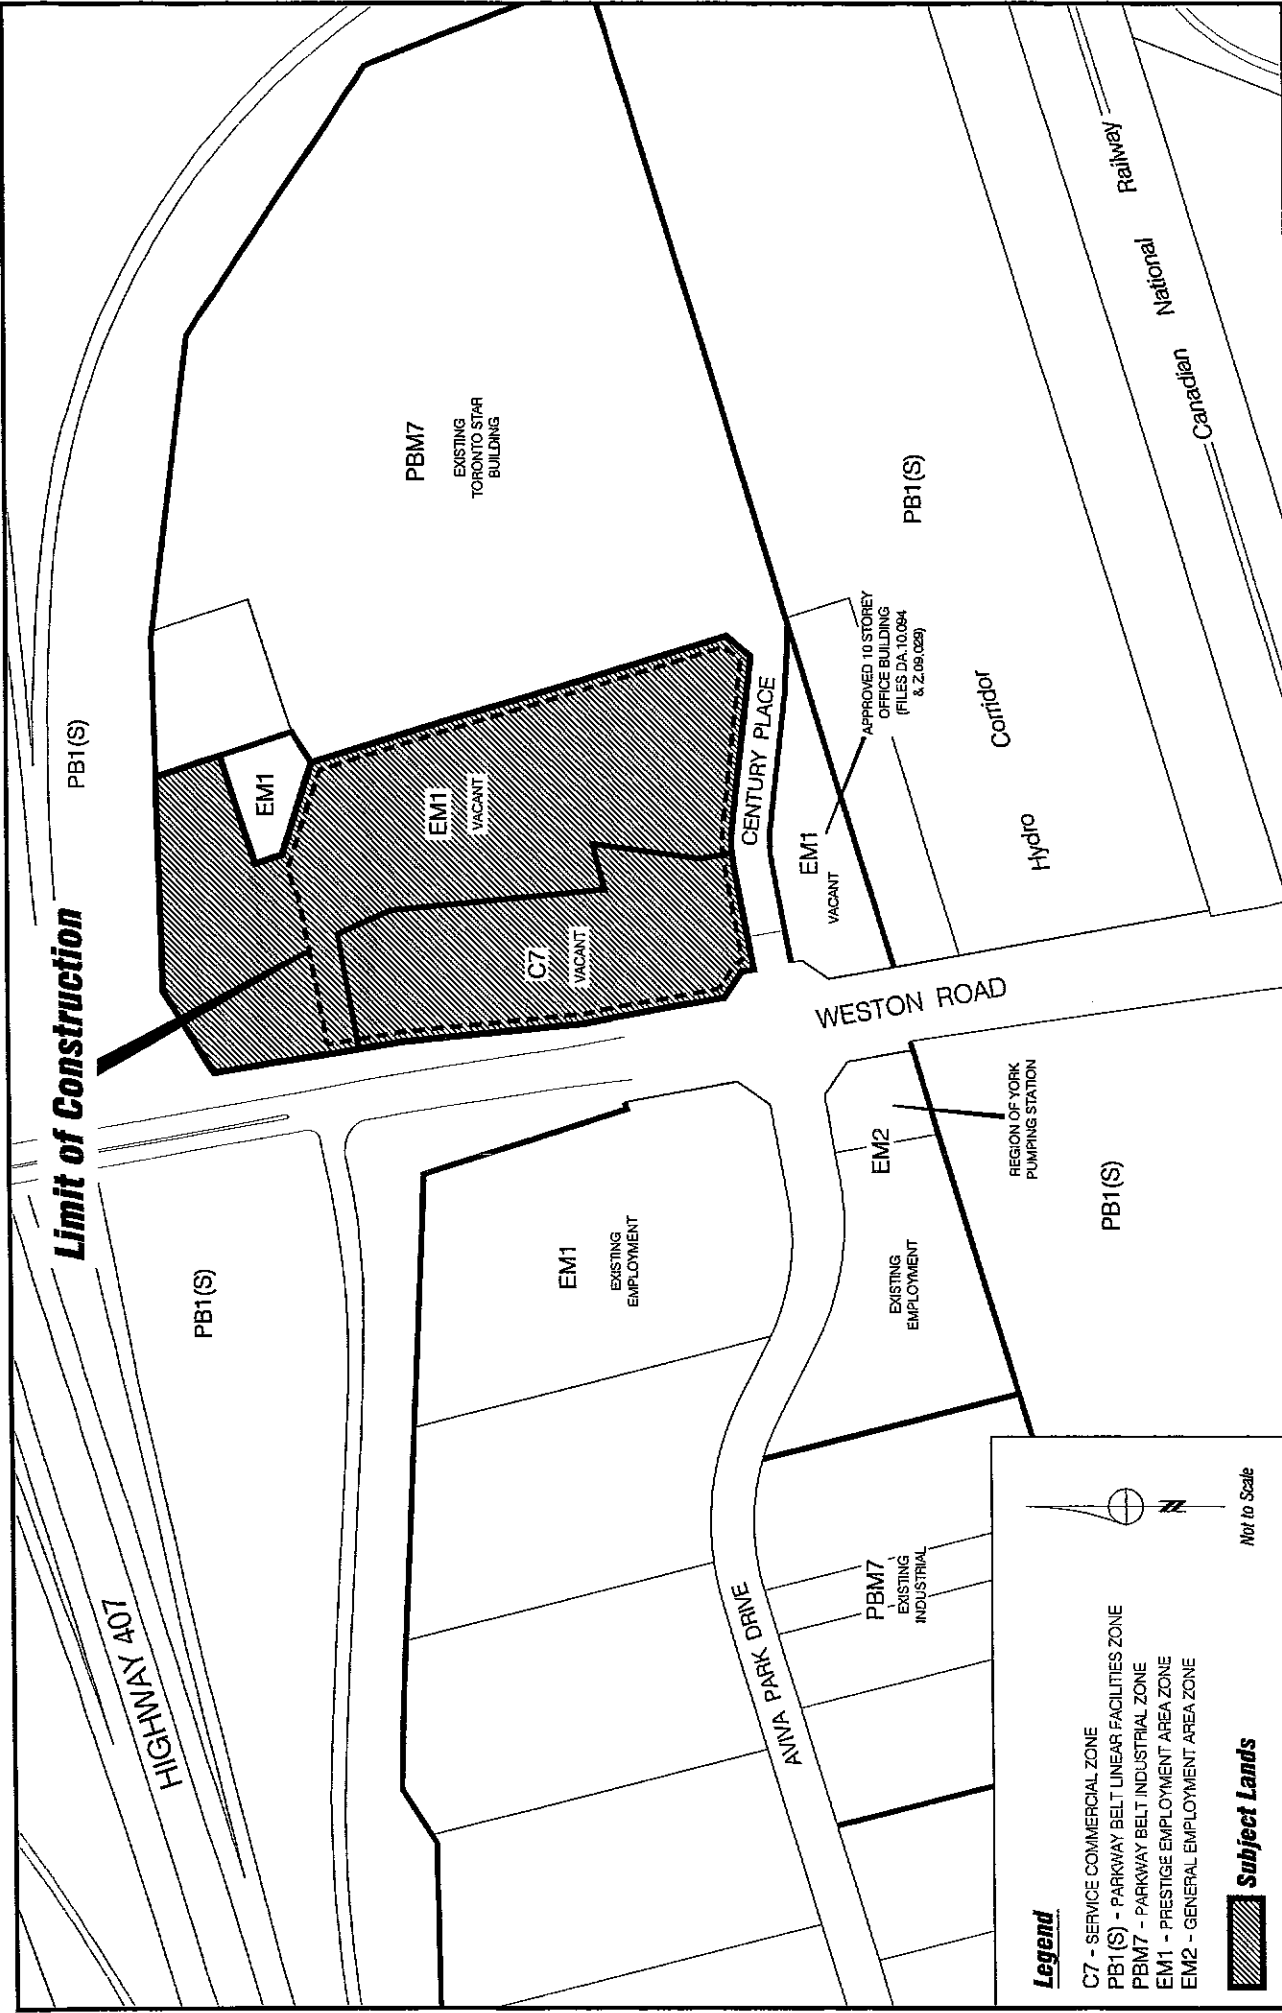 Limit of Construction
HIGHWAY 407
PB1(S)
PB1(S)
EM1
PBM7
EXISTING
TORONTO STAR
BUILDING
EM1
VACANT
C7
VACANT
EM1
EXISTING
EMPLOYMENT
CENTURY PLACE
WESTON ROAD
AVIVA PARK DRIVE
EM1
VACANT
APPROVED 10 STOREY
OFFICE BUILDING
(FILES DA.10.094
& Z.09.029)
EM2
EXISTING
EMPLOYMENT
PBM7
EXISTING
INDUSTRIAL
REGION OF YORK
PUMPING STATION
PB1(S)
PB1(S)
Hydro
Corridor
Canadian
National
Railway
Legend
C7 - SERVICE COMMERCIAL ZONE
PB1(S) - PARKWAY BELT LINEAR FACILITIES ZONE
PBM7 - PARKWAY BELT INDUSTRIAL ZONE
EM1 - PRESTIGE EMPLOYMENT AREA ZONE
EM2 - GENERAL EMPLOYMENT AREA ZONE
Subject Lands
N
Not to Scale